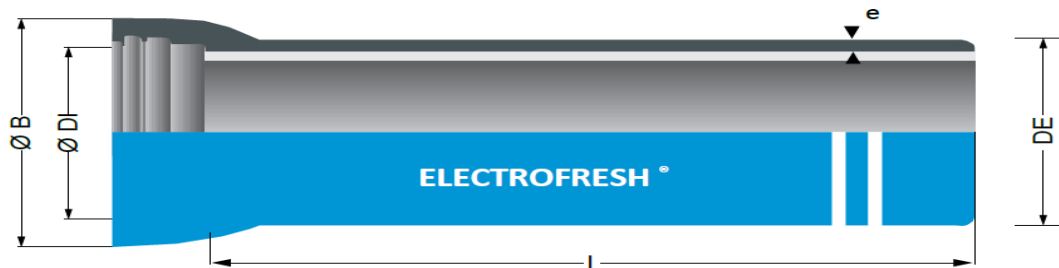 e
Ø B
Ø DI
DE
ELECTROFRESH ®
L